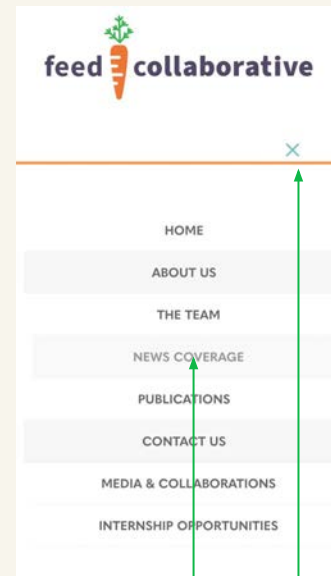 feed collaborative
HOME
ABOUT US
THE TEAM
NEWS COVERAGE
PUBLICATIONS
CONTACT US
MEDIA & COLLABORATIONS
INTERNSHIP OPPORTUNITIES